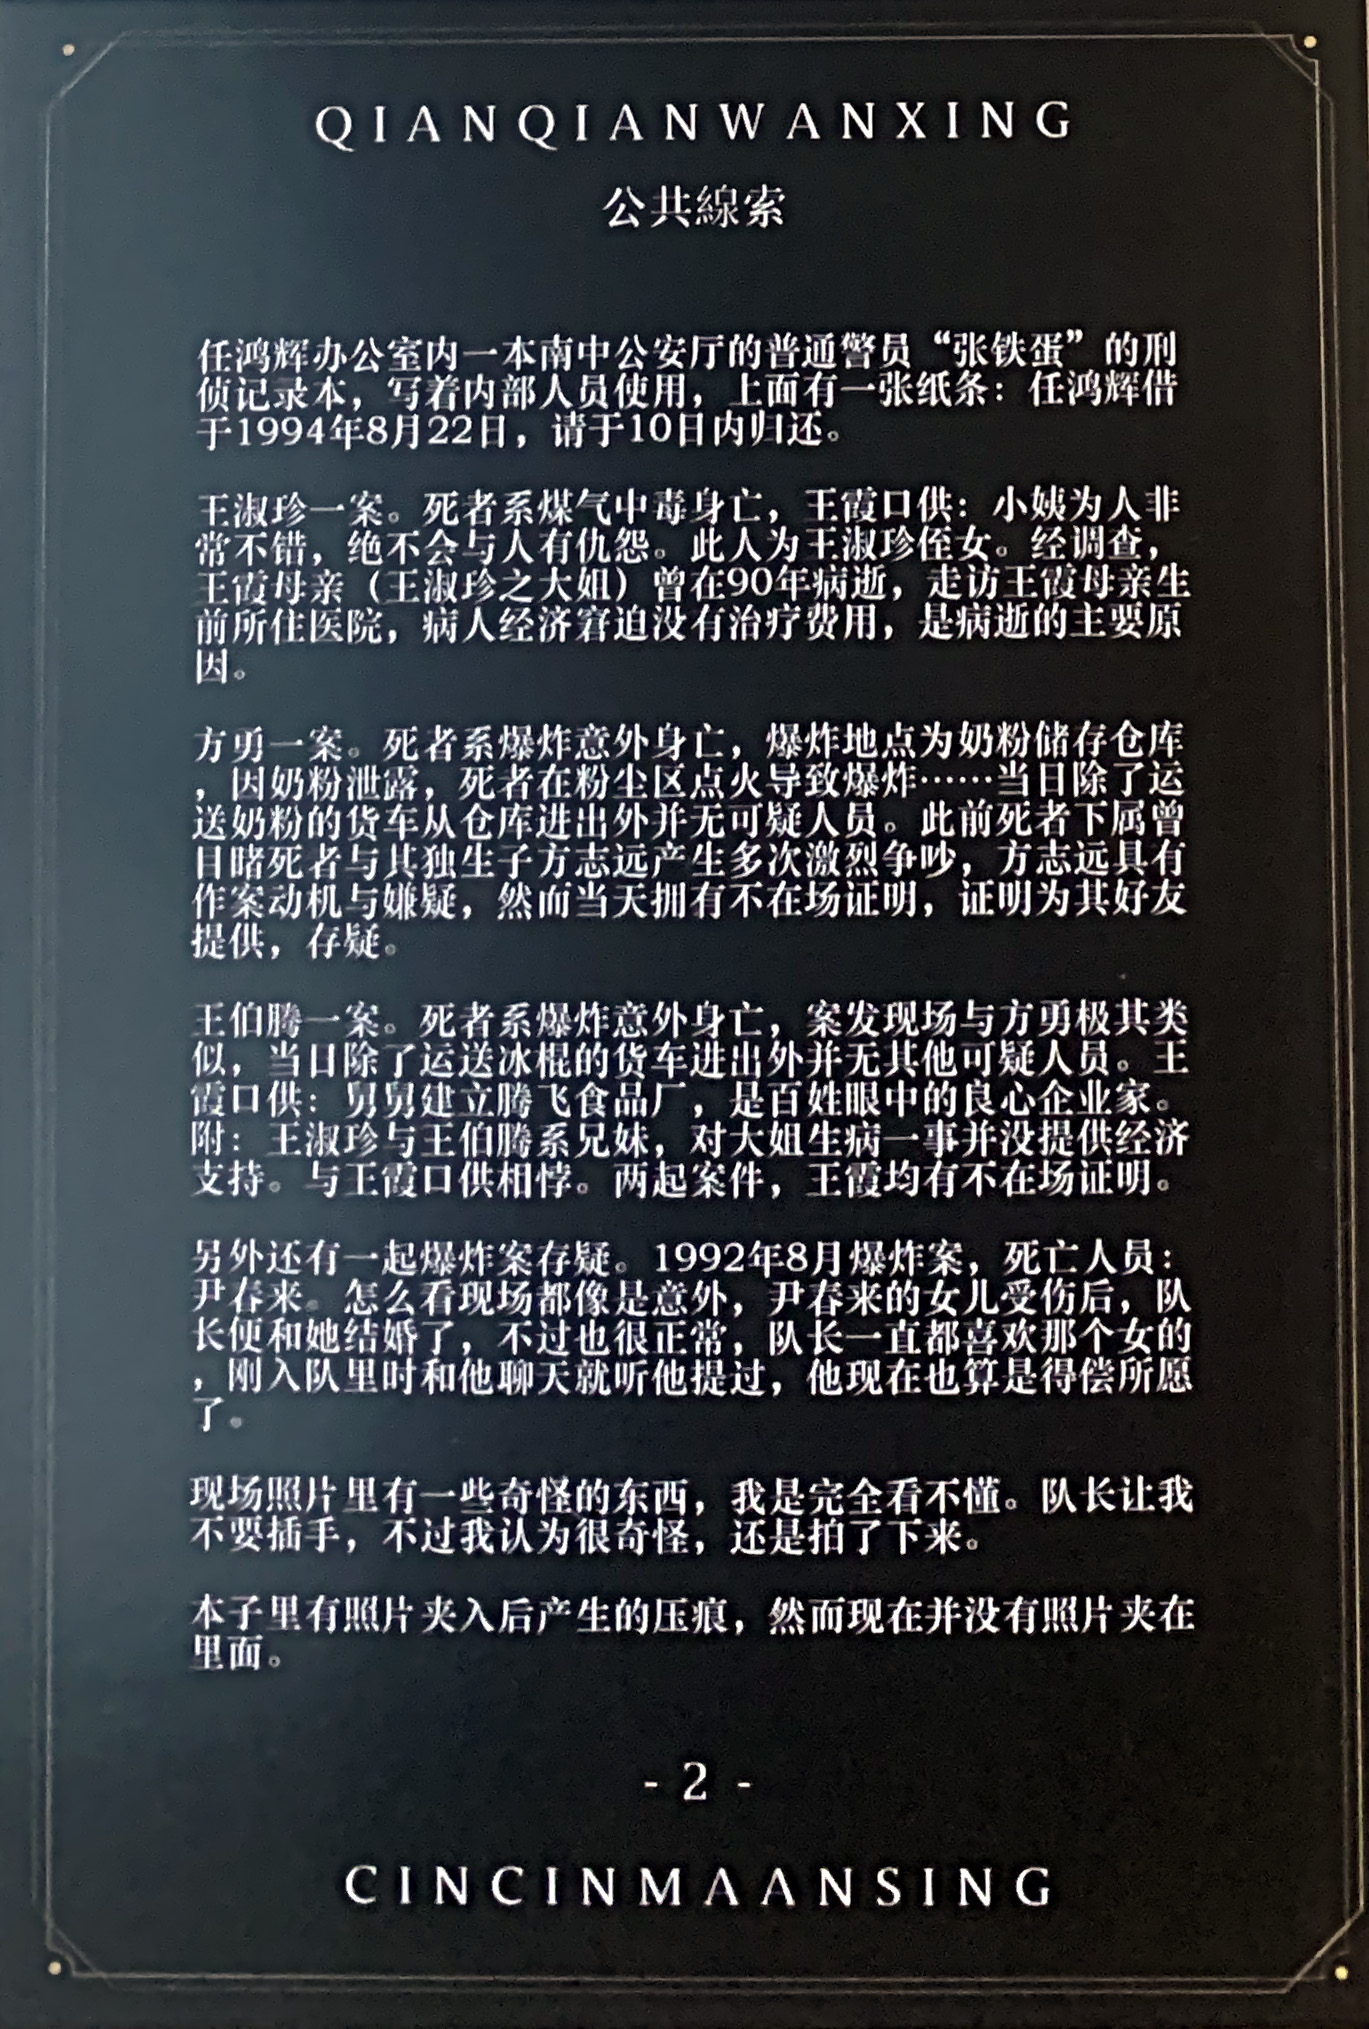 QIANQIANWANXING
公共線索
任鸿辉办公室内一本南中公安厅的普通警员“张铁蛋”的刑
侦记录本，写着内部人员使用，上面有一张纸条：任鸿辉借
于1994年8月22日，请于10日内归还。
王淑珍一案。死者系煤气中毒身亡，王霞口供：小姨为人非
常不错，绝不会与人有仇怨。此人为王淑珍侄女。经调查，
王霞母亲（王淑珍之大姐）曾在90年病逝，走访王霞母亲生
前所住医院，病人经济窘迫没有治疗费用，是病逝的主要原
因。
方勇一案。死者系爆炸意外身亡，爆炸地点为奶粉储存仓库
，因奶粉泄露，死者在粉尘区点火导致爆炸……当日除了运
送奶粉的货车从仓库进出外并无可疑人员。此前死者下属曾
目睹死者与其独生子方志远产生多次激烈争吵，方志远具有
作案动机与嫌疑，然而当天拥有不在场证明，证明为其好友
提供，存疑。
王伯腾一案。死者系爆炸意外身亡，案发现场与方勇极其类
似，当日除了运送冰棍的货车进出外并无其他可疑人员。王
霞口供：舅舅建立腾飞食品厂，是百姓眼中的良心企业家。
附：王淑珍与王伯腾系兄妹，对大姐生病一事并没提供经济
支持。与王霞口供相悖。两起案件，王霞均有不在场证明。
另外还有一起爆炸案存疑。1992年8月爆炸案，死亡人员：
尹春来。怎么看现场都像是意外，尹春来的女儿受伤后，队
长便和她结婚了，不过也很正常，队长一直都喜欢那个女的
，刚入队里时和他聊天就听他提过，他现在也算是得偿所愿
了。
现场照片里有一些奇怪的东西，我是完全看不懂。队长让我
不要插手，不过我认为很奇怪，还是拍了下来。
本子里有照片夹入后产生的压痕，然而现在并没有照片夹在
里面。
- 2 -
CINCINMAANSING